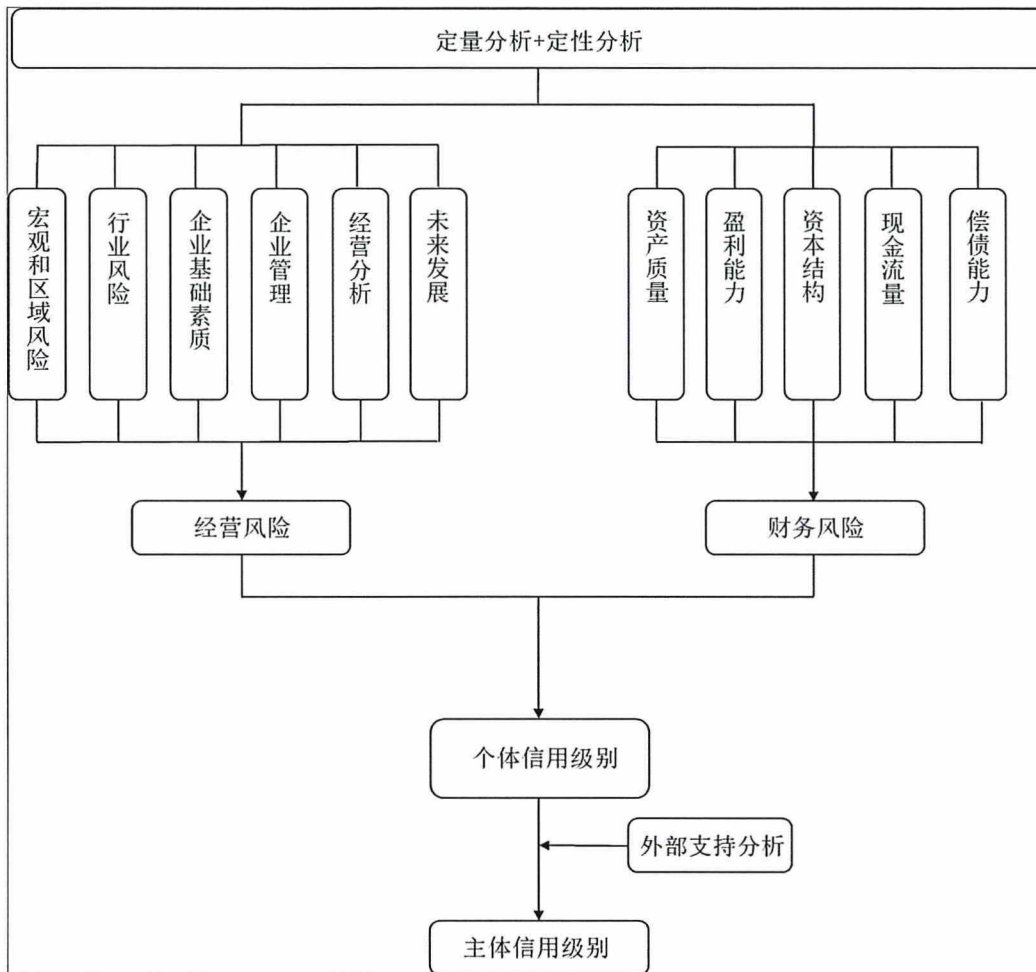 定量分析+定性分析
宏观和区域风险
行业风险
企业基础素质
企业管理
经营分析
未来发展
资产质量
盈利能力
资本结构
现金流量
偿债能力
经营风险
财务风险
个体信用级别
外部支持分析
主体信用级别